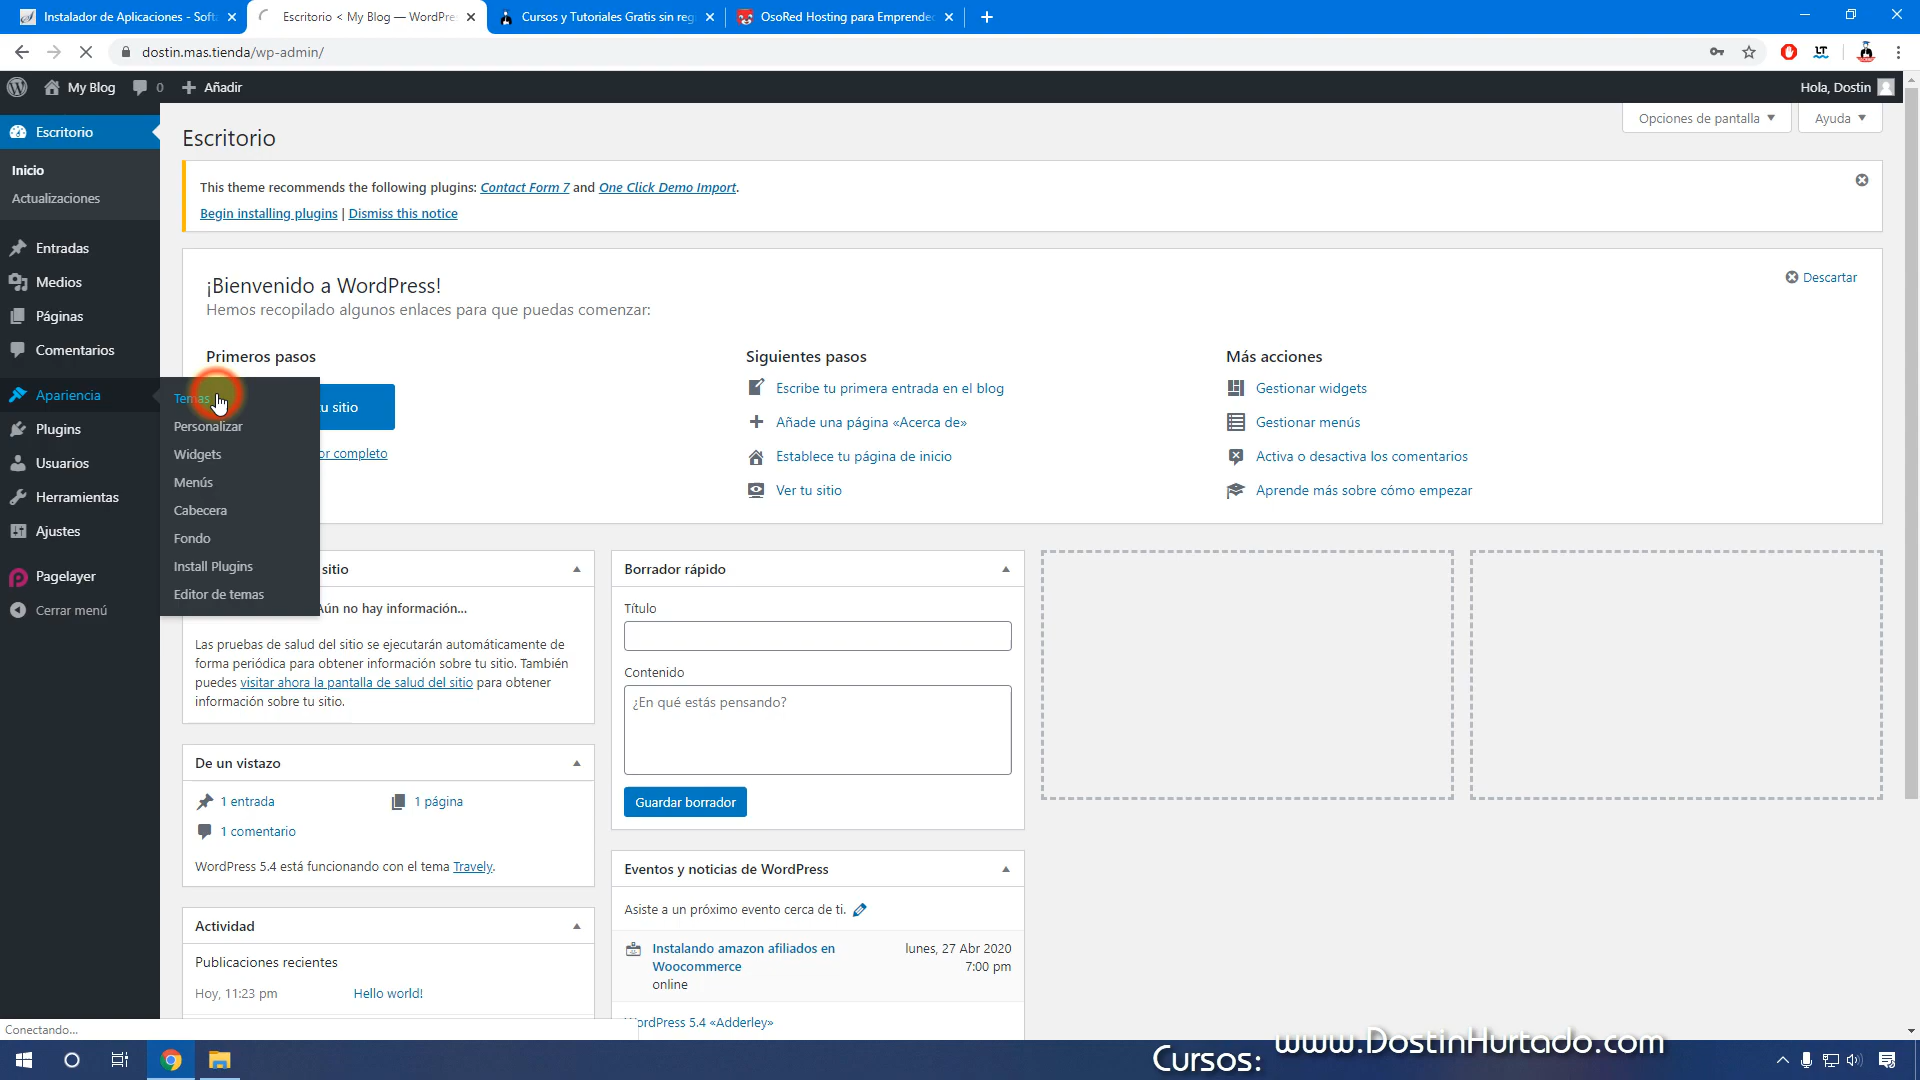 Instalador de Aplicaciones - Soft
Escritorio < My Blog — WordPre
Cursos y Tutoriales Gratis sin reg
OsoRed Hosting para Emprended
dostin.mas.tienda/wp-admin/
My Blog
0
Añadir
Hola, Dostin
Escritorio
Inicio
Actualizaciones
Entradas
Medios
Páginas
Comentarios
Apariencia
Plugins
Usuarios
Herramientas
Ajustes
Pagelayer
Cerrar menú
Temas
Personalizar
Widgets
Menús
Cabecera
Fondo
Install Plugins
Editor de temas
Opciones de pantalla
Ayuda
Escritorio
This theme recommends the following plugins: Contact Form 7 and One Click Demo Import.
Begin installing plugins | Dismiss this notice
¡Bienvenido a WordPress!
Hemos recopilado algunos enlaces para que puedas comenzar:
Descartar
Primeros pasos
tu sitio
or completo
Siguientes pasos
Escribe tu primera entrada en el blog
Añade una página «Acerca de»
Establece tu página de inicio
Ver tu sitio
Más acciones
Gestionar widgets
Gestionar menús
Activa o desactiva los comentarios
Aprende más sobre cómo empezar
sitio
Aún no hay información...
Las pruebas de salud del sitio se ejecutarán automáticamente de
forma periódica para obtener información sobre tu sitio. También
puedes visitar ahora la pantalla de salud del sitio para obtener
información sobre tu sitio.
De un vistazo
1 entrada
1 página
1 comentario
WordPress 5.4 está funcionando con el tema Travely.
Actividad
Publicaciones recientes
Hoy, 11:23 pm
Hello world!
Borrador rápido
Título
Contenido
¿En qué estás pensando?
Guardar borrador
Eventos y noticias de WordPress
Asiste a un próximo evento cerca de ti.
Instalando amazon afiliados en
Woocommerce
online
lunes, 27 Abr 2020
7:00 pm
WordPress 5.4 «Adderley»
Conectando...
Cursos: www.DostinHurtado.com